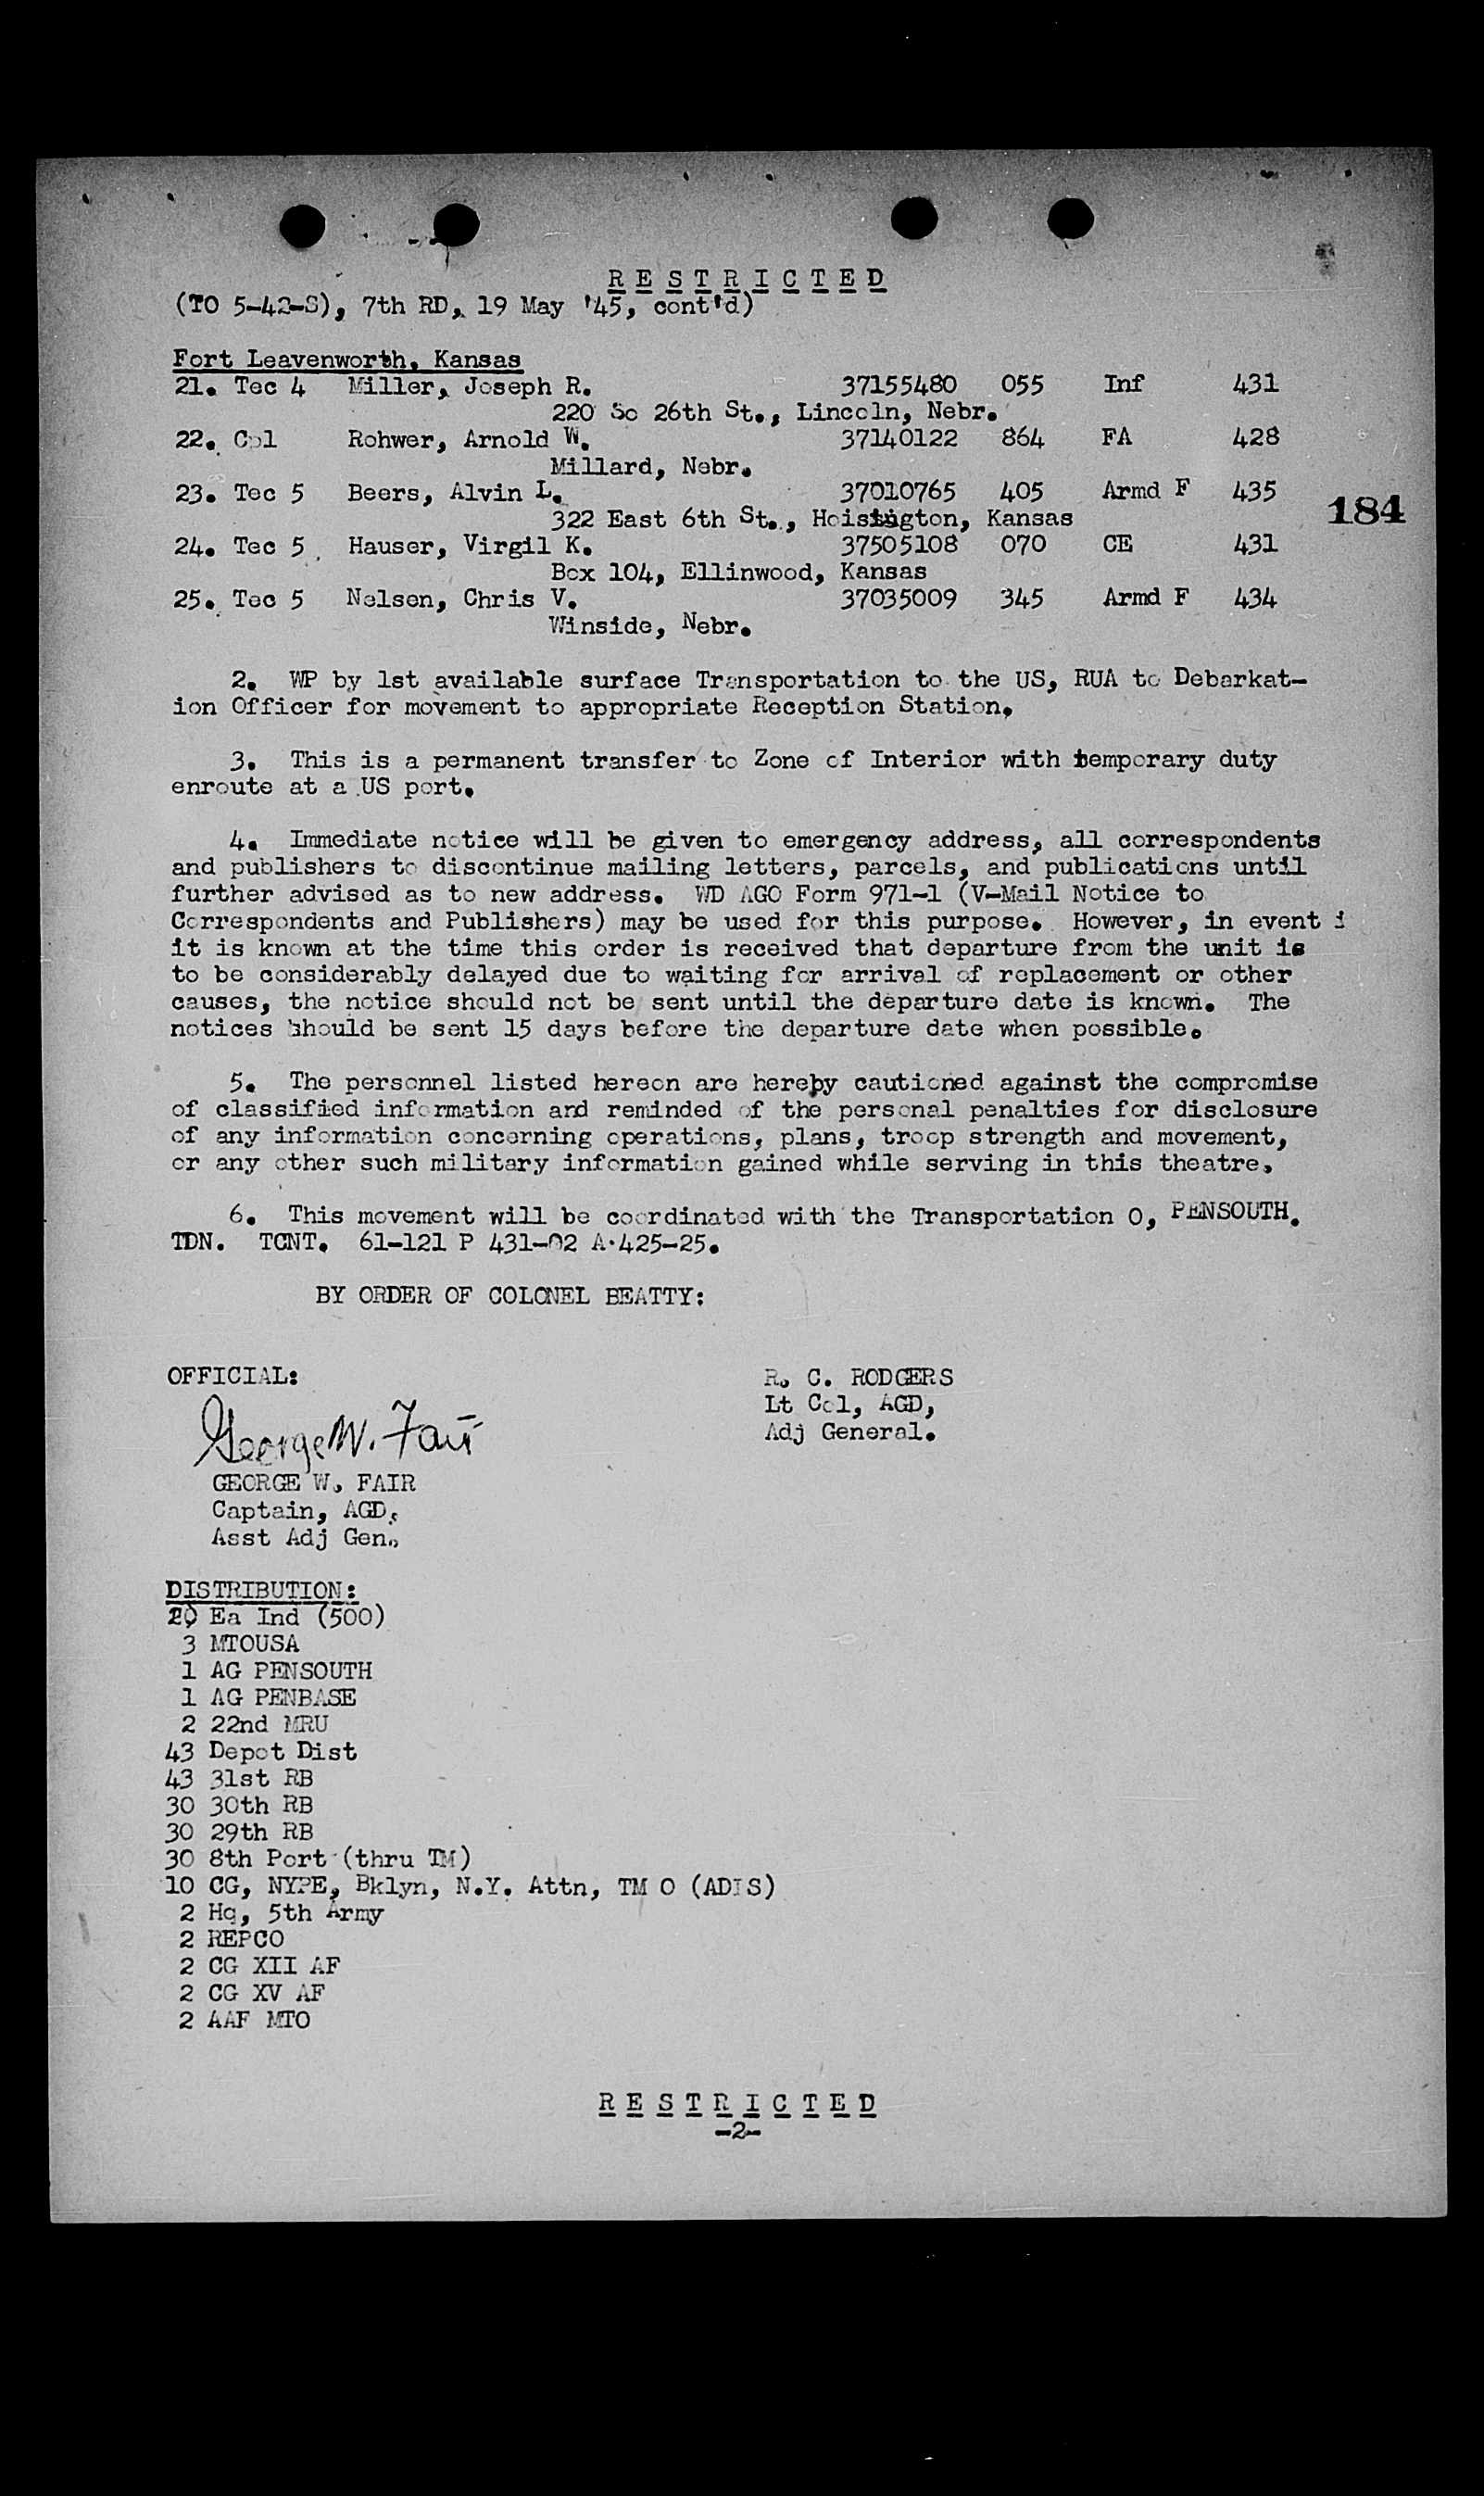 R E S T R I C T E D
(TO 5-42-S), 7th RD, 19 May '45, cont'd)
Fort Leavenworth, Kansas
21. Tec 4 Miller, Joseph R. 37155480 055 Inf 431
220 So 26th St., Lincoln, Nebr.
22. Col Rohwer, Arnold W. 37140122 864 FA 428
Millard, Nebr.
23. Tec 5 Beers, Alvin L. 37010765 405 Armd F 435
322 East 6th St., Hoisington, Kansas
184
24. Tec 5 Hauser, Virgil K. 37505108 070 CE 431
Box 104, Ellinwood, Kansas
25. Tec 5 Nelsen, Chris V. 37035009 345 Armd F 434
Winside, Nebr.
2. WP by 1st available surface Transportation to the US, RUA to Debarkat-
ion Officer for movement to appropriate Reception Station.
3. This is a permanent transfer to Zone of Interior with temporary duty
enroute at a US port.
4. Immediate notice will be given to emergency address, all correspondents
and publishers to discontinue mailing letters, parcels, and publications until
further advised as to new address. WD AGO Form 971-1 (V-Mail Notice to
Correspondents and Publishers) may be used for this purpose. However, in event i
it is known at the time this order is received that departure from the unit is
to be considerably delayed due to waiting for arrival of replacement or other
causes, the notice should not be sent until the departure date is known. The
notices should be sent 15 days before the departure date when possible.
5. The personnel listed hereon are hereby cautioned against the compromise
of classified information and reminded of the personal penalties for disclosure
of any information concerning operations, plans, troop strength and movement,
or any other such military information gained while serving in this theatre.
6. This movement will be coordinated with the Transportation O, PENSOUTH.
TDN. TCNT. 61-121 P 431-02 A 425-25.
BY ORDER OF COLONEL BEATTY:
OFFICIAL:
R. C. RODGERS
Lt Col, AGD,
Adj General.
George W. Fair
GEORGE W. FAIR
Captain, AGD,
Asst Adj Gen.
DISTRIBUTION:
20 Ea Ind (500)
3 MTOUSA
1 AG PENSOUTH
1 AG PENBASE
2 22nd MRU
43 Depot Dist
43 31st RB
30 30th RB
30 29th RB
30 8th Port (thru TM)
10 CG, NYPE, Bklyn, N.Y. Attn, TM O (ADIS)
2 Hq, 5th Army
2 REPCO
2 CG XII AF
2 CG XV AF
2 AAF MTO
R E S T R I C T E D
-2-